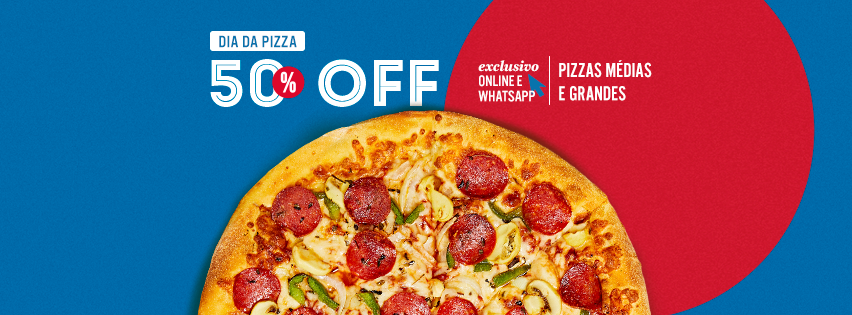 DIA DA PIZZA
50% OFF
exclusivo
ONLINE E
WHATSAPP
PIZZAS MÉDIAS
E GRANDES